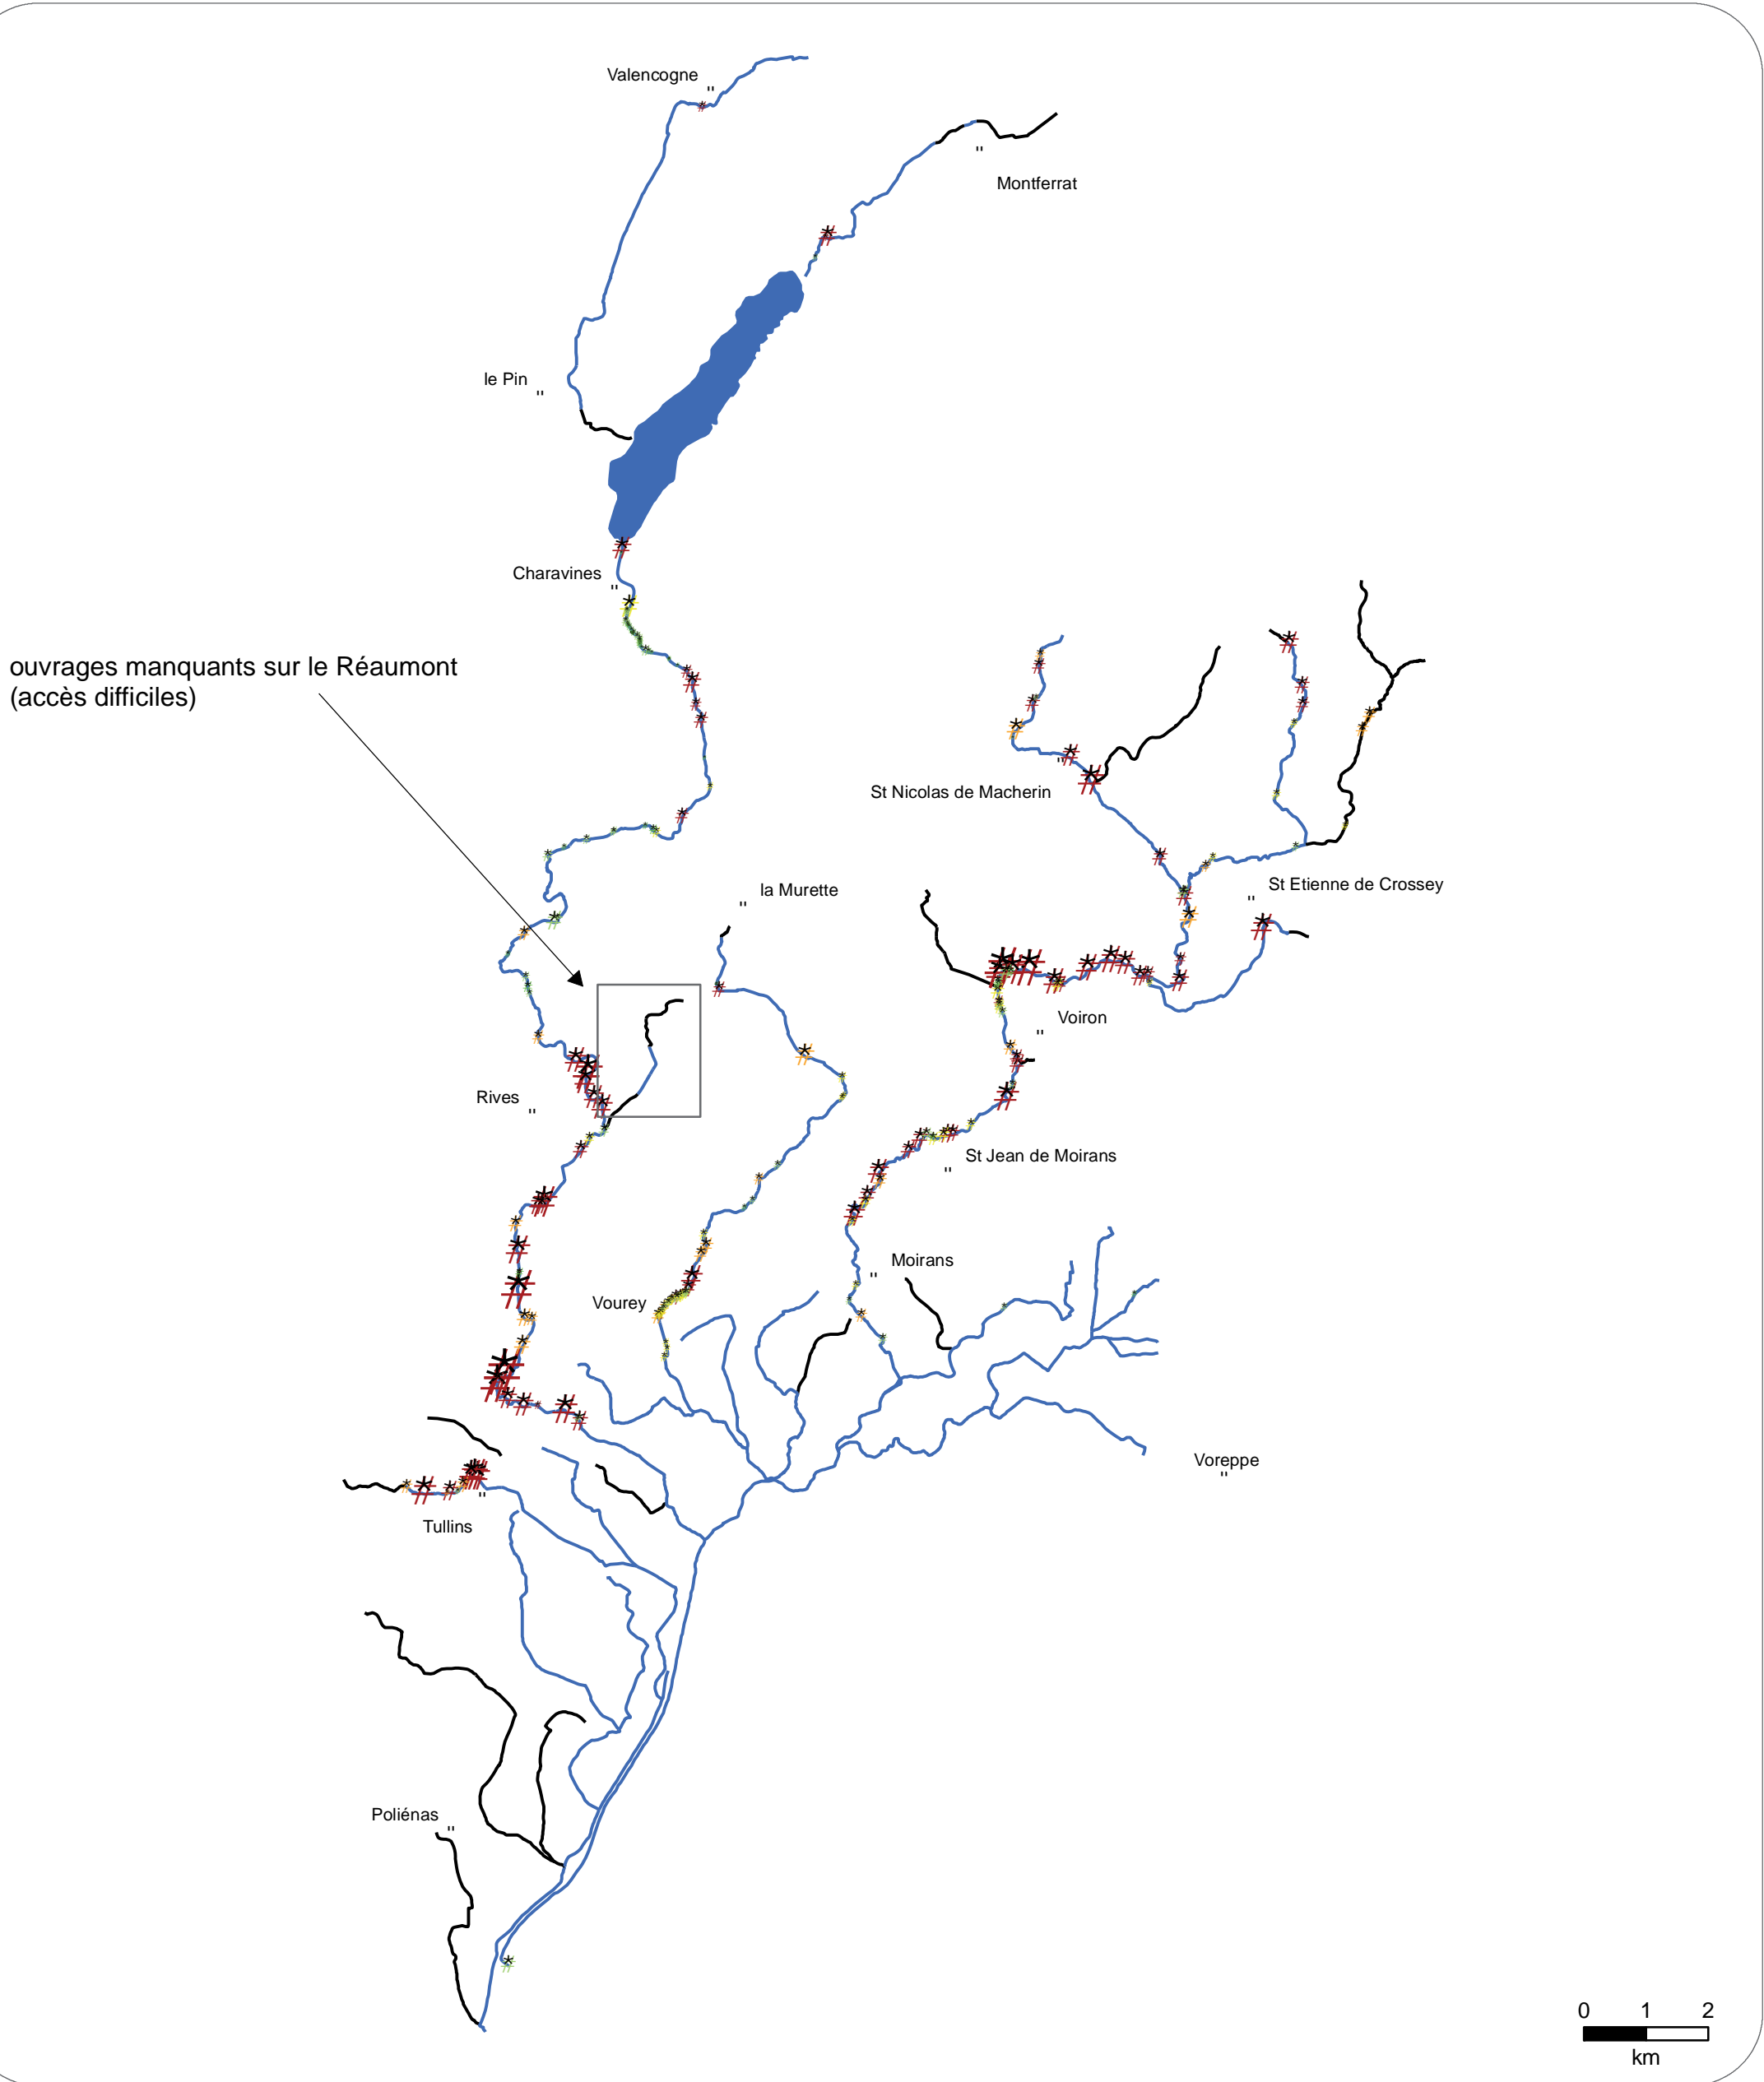 Valencogne
Montferrat
le Pin
Charavines
ouvrages manquants sur le Réaumont
(accès difficiles)
St Nicolas de Macherin
la Murette
St Etienne de Crossey
Voiron
Rives
St Jean de Moirans
Moirans
Vourey
Voreppe
Tullins
Poliénas
0 1 2
km